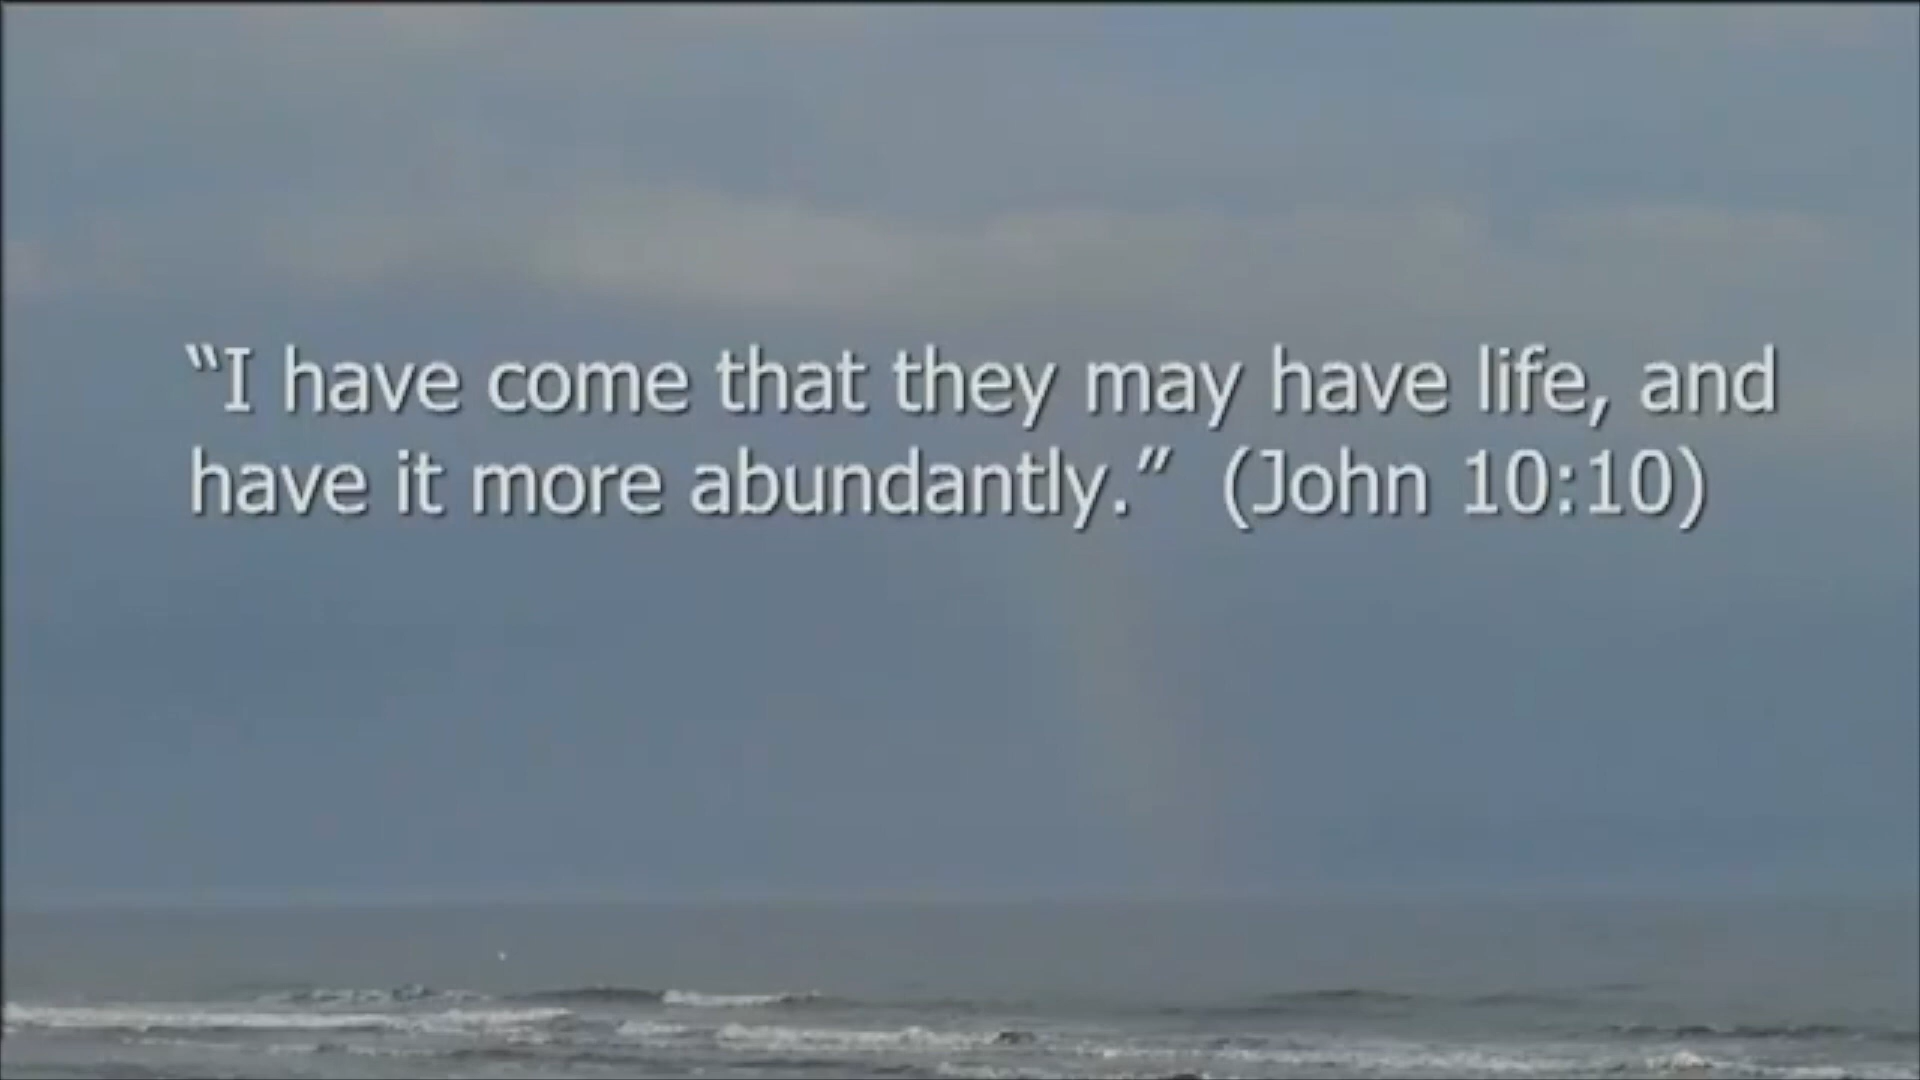 “I have come that they may have life, and
have it more abundantly.” (John 10:10)